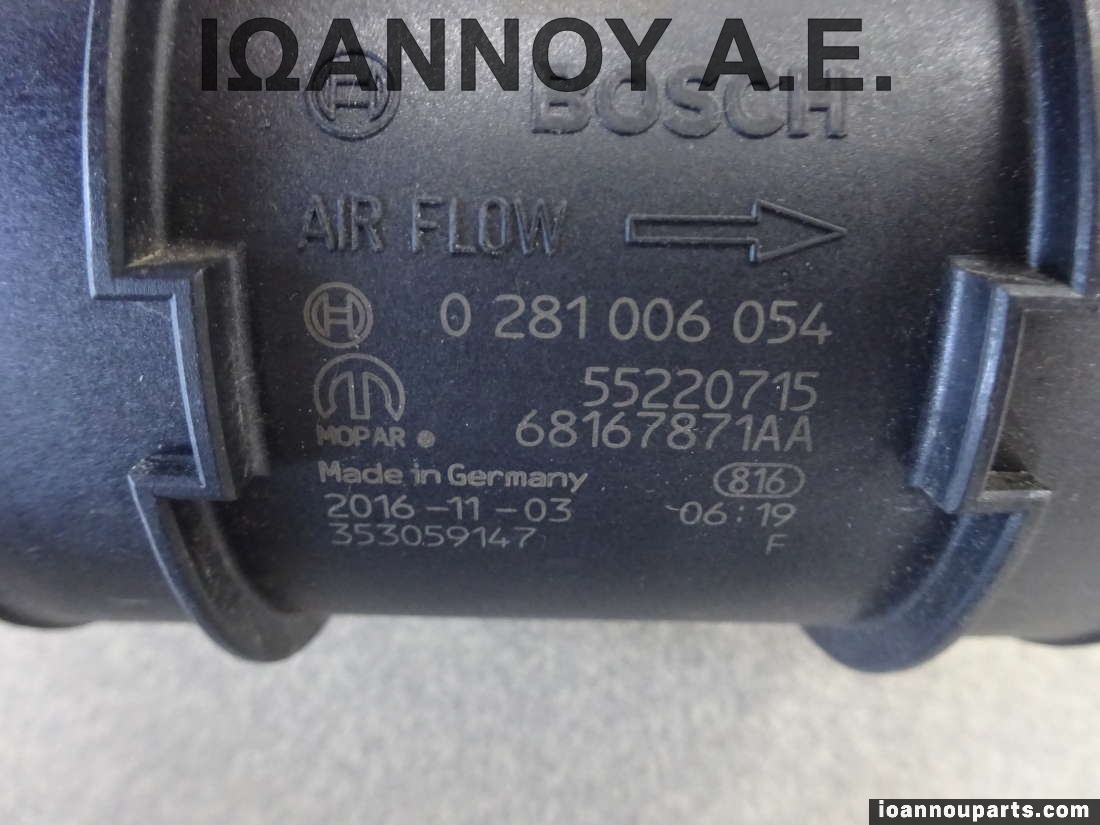 ΙΩΑΝΝΟΥ Α.Ε.
BOSCH
AIR FLOW
0 281 006 054
55220715
MOPAR ® 68167871AA
Made in Germany 816
2016-11-03 06:19
353059147 F
ioannouparts.com